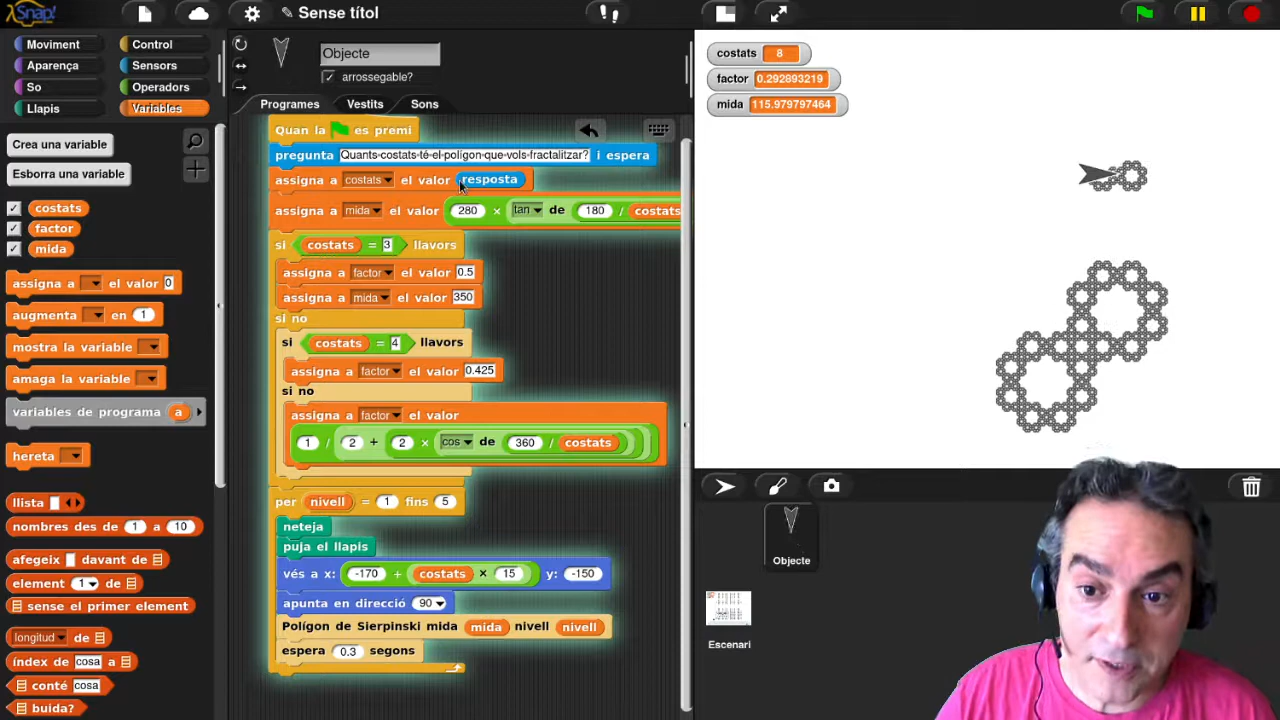 Snap!
Sense títol
Moviment
Control
Aparença
Sensors
So
Operadors
Llapis
Variables
Crea una variable
Esborra una variable
costats
factor
mida
assigna a el valor 0
augmenta en 1
mostra la variable
amaga la variable
variables de programa a
hereta
llista
nombres des de 1 a 10
afegeix davant de
element 1 de
sense el primer element
longitud de
índex de cosa a
conté cosa
buida?
Objecte
arrossegable?
Programes
Vestits
Sons
Quan la es premi
pregunta Quants-costats-té-el-polígon-que-vols-fractalitzar? i espera
assigna a costats el valor resposta
assigna a mida el valor 280 × tan de 180 / costats
si costats = 3 llavors
assigna a factor el valor 0.5
assigna a mida el valor 350
si no
si costats = 4 llavors
assigna a factor el valor 0.425
si no
assigna a factor el valor
1 / 2 + 2 × cos de 360 / costats
per nivell = 1 fins 5
neteja
puja el llapis
vés a x: -170 + costats × 15 y: -150
apunta en direcció 90
Polígon de Sierpinski mida mida nivell nivell
espera 0.3 segons
costats 8
factor 0.292893219
mida 115.979797464
Objecte
Escenari